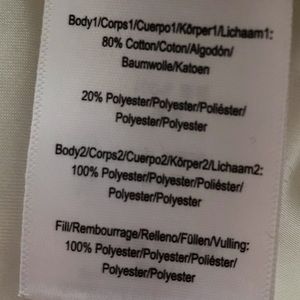 Body1/Corps1/Cuerpo1/Körper1/Lichaam1:
80% Cotton/Coton/Algodón/
Baumwolle/Katoen
20% Polyester/Polyester/Poliéster/
Polyester/Polyester
Body2/Corps2/Cuerpo2/Körper2/Lichaam2:
100% Polyester/Polyester/Poliéster/
Polyester/Polyester
Fill/Rembourrage/Relleno/Füllen/Vulling:
100% Polyester/Polyester/Poliéster/
Polyester/Polyester